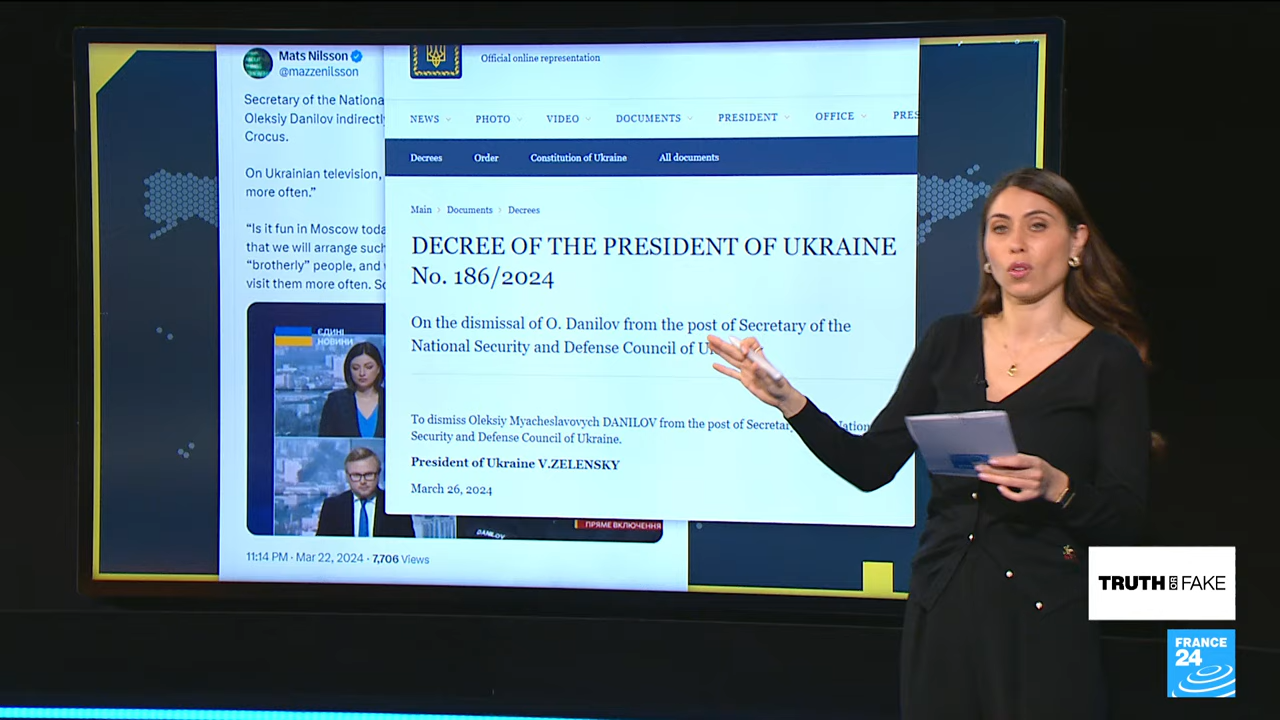 Mats Nilsson
@mazzenilsson
Secretary of the Nationa
Oleksiy Danilov indirectl
Crocus.
On Ukrainian television,
more often.”
“Is it fun in Moscow toda
that we will arrange such
“brotherly” people, and
visit them more often. Sc
ЄДИНІ
НОВИНИ
DANILOV
ПРЯМЕ ВКЛЮЧЕННЯ
11:14 PM · Mar 22, 2024 · 7,706 Views
Official online representation
NEWS PHOTO VIDEO DOCUMENTS PRESIDENT OFFICE PRES
Decrees Order Constitution of Ukraine All documents
Main › Documents › Decrees
DECREE OF THE PRESIDENT OF UKRAINE
No. 186/2024
On the dismissal of O. Danilov from the post of Secretary of the
National Security and Defense Council of U
To dismiss Oleksiy Myacheslavovych DANILOV from the post of Secretary Nation
Security and Defense Council of Ukraine.
President of Ukraine V.ZELENSKY
March 26, 2024
TRUTH OR FAKE
FRANCE
24